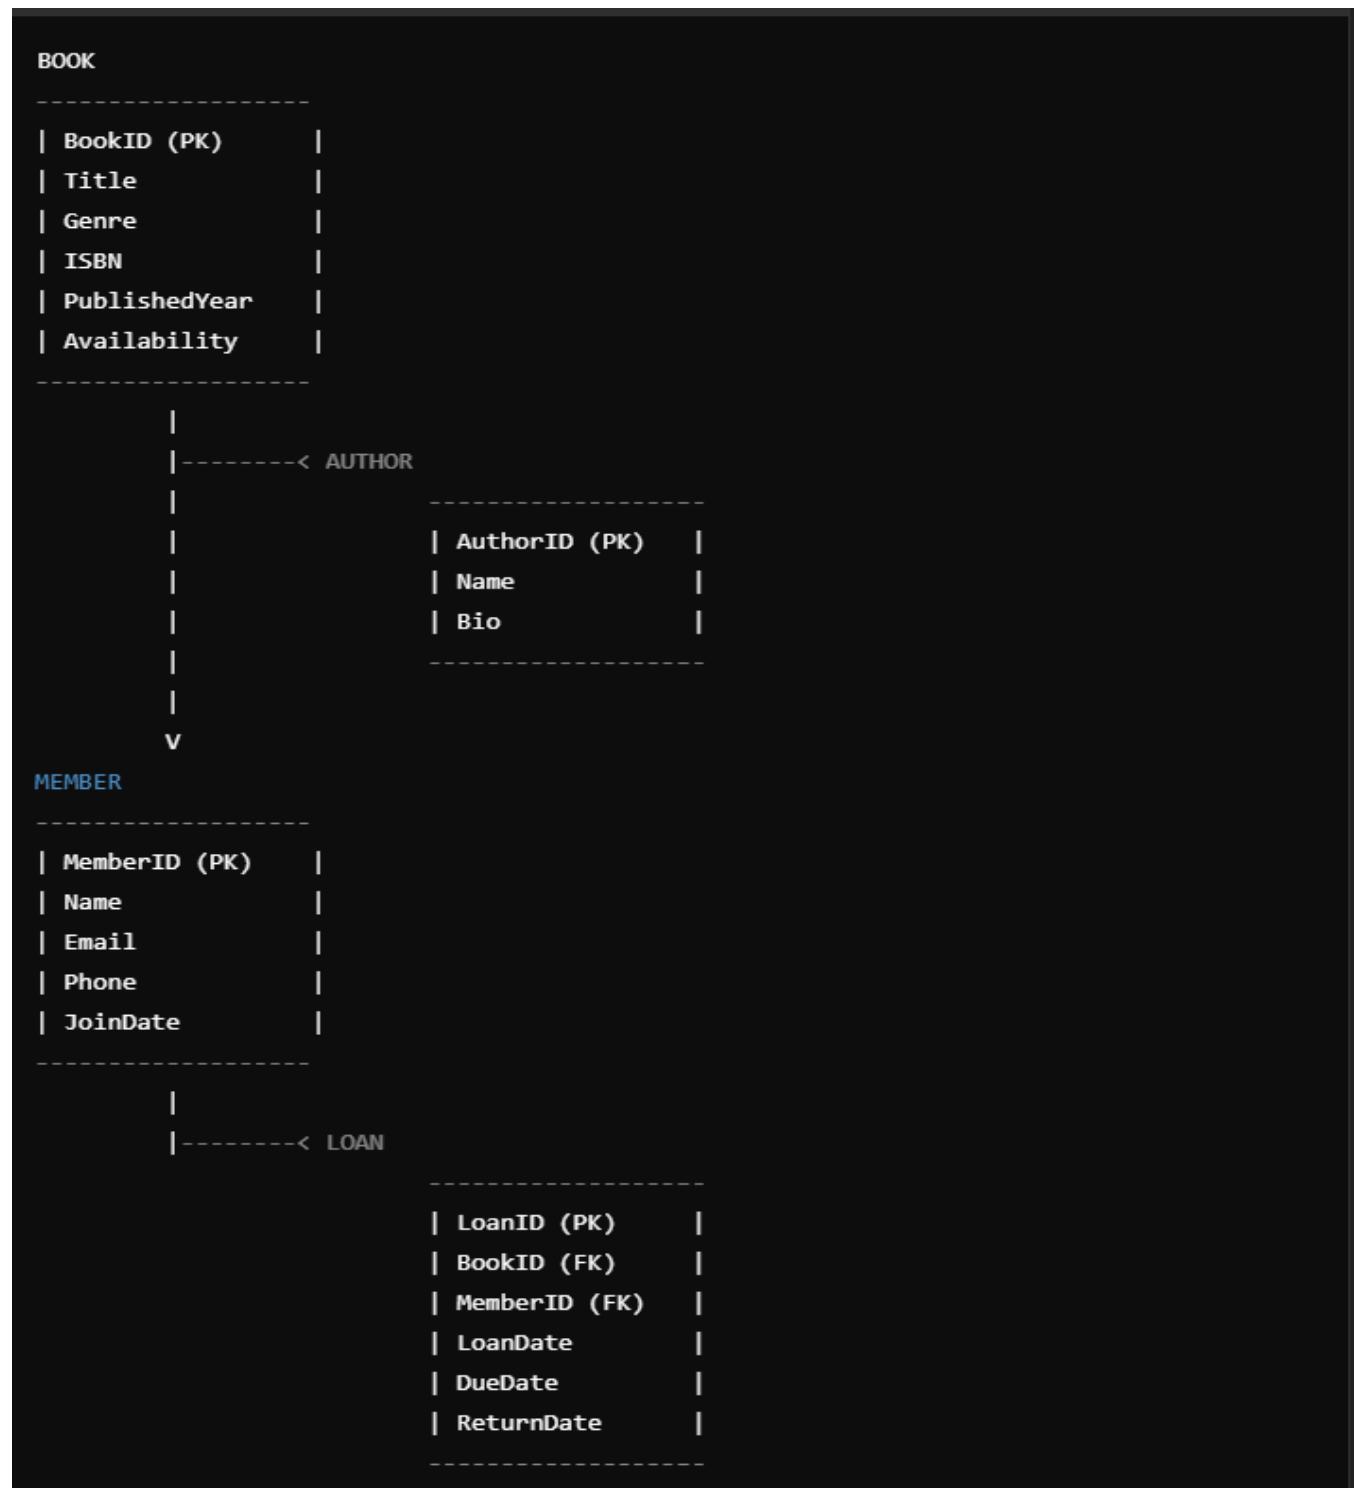 BOOK
-------------------
| BookID (PK)      |
| Title            |
| Genre            |
| ISBN             |
| PublishedYear    |
| Availability     |
-------------------
         |
         |--------< AUTHOR
         |                 -------------------
         |                 | AuthorID (PK)   |
         |                 | Name            |
         |                 | Bio             |
         |                 -------------------
         |
         v
MEMBER
-------------------
| MemberID (PK)    |
| Name             |
| Email            |
| Phone            |
| JoinDate         |
-------------------
         |
         |--------< LOAN
                           -------------------
                           | LoanID (PK)     |
                           | BookID (FK)     |
                           | MemberID (FK)   |
                           | LoanDate        |
                           | DueDate         |
                           | ReturnDate      |
                           -------------------